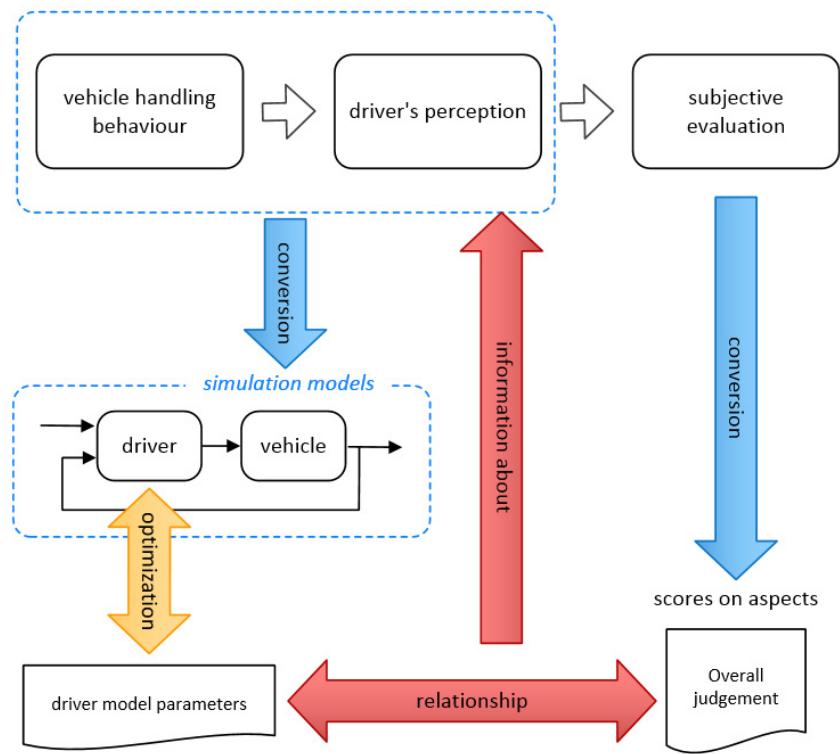 vehicle handling
behaviour
driver's perception
subjective
evaluation
conversion
information about
conversion
simulation models
driver
vehicle
optimization
scores on aspects
driver model parameters
relationship
Overall
judgement